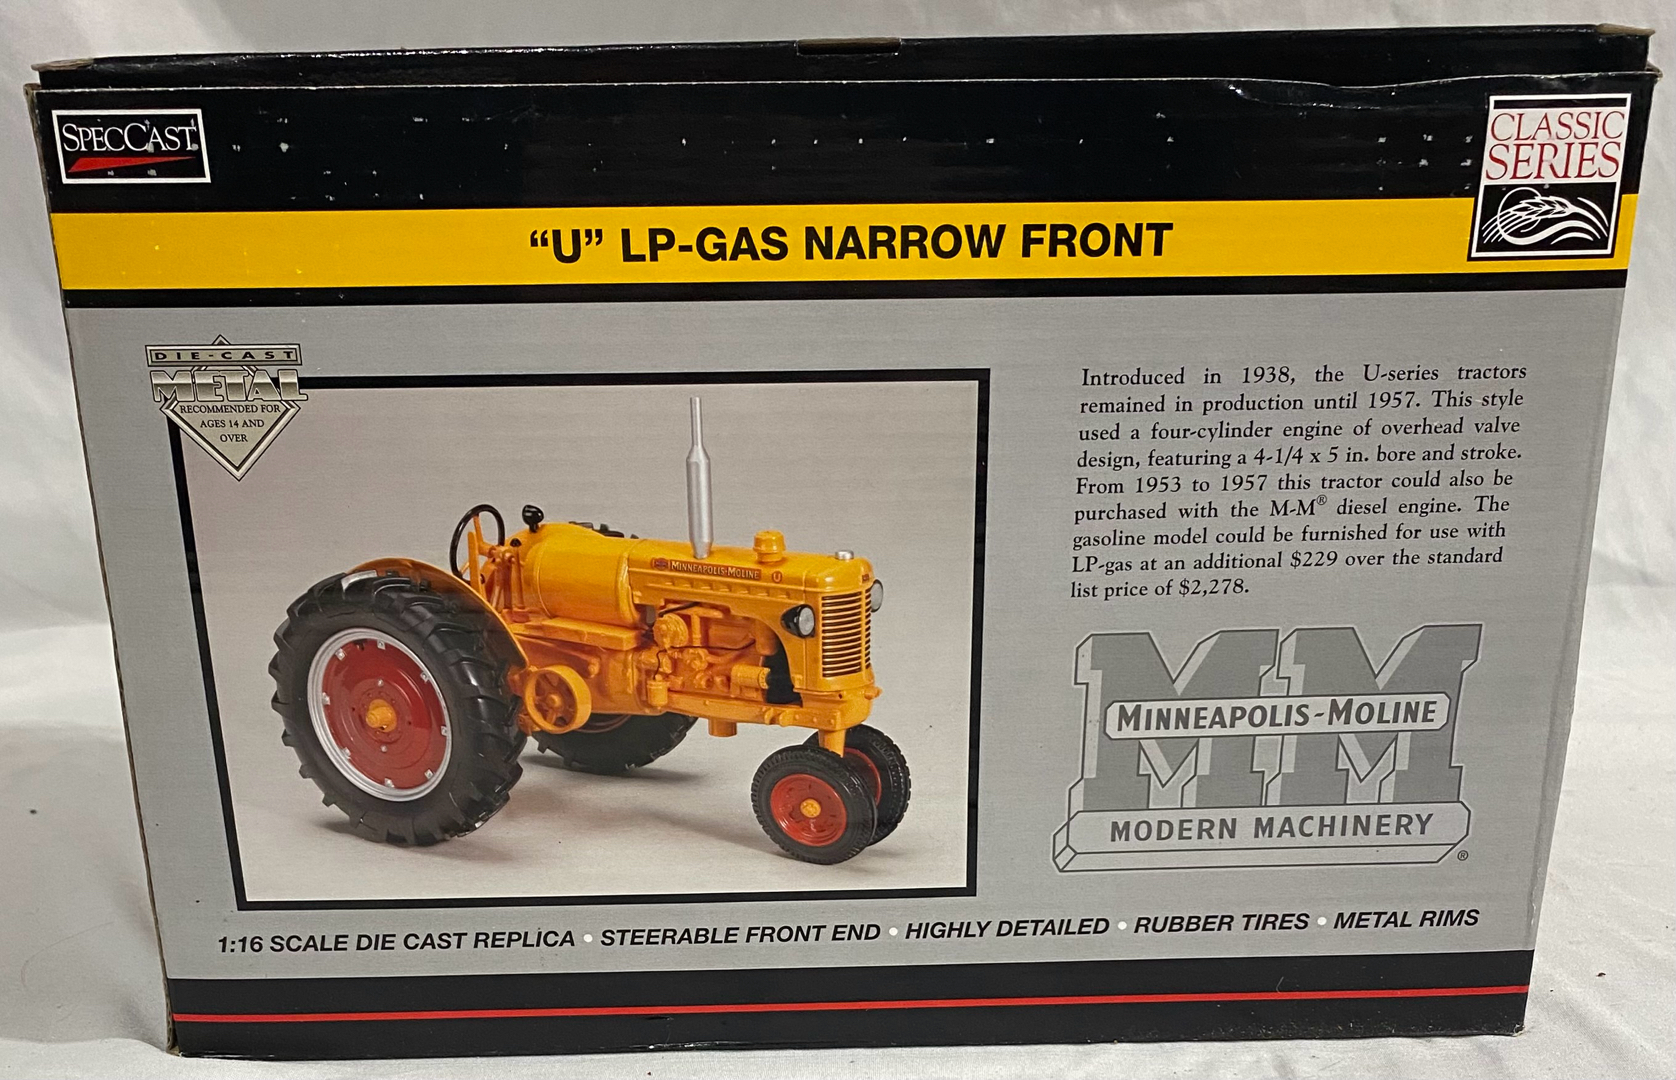 SPECCAST
CLASSIC
SERIES
“U” LP-GAS NARROW FRONT
DIE-CAST
METAL
RECOMMENDED FOR
AGES 14 AND
OVER
MINNEAPOLIS-MOLINE U
Introduced in 1938, the U-series tractors
remained in production until 1957. This style
used a four-cylinder engine of overhead valve
design, featuring a 4-1/4 x 5 in. bore and stroke.
From 1953 to 1957 this tractor could also be
purchased with the M-M® diesel engine. The
gasoline model could be furnished for use with
LP-gas at an additional $229 over the standard
list price of $2,278.
MM
MINNEAPOLIS-MOLINE
MODERN MACHINERY
®
1:16 SCALE DIE CAST REPLICA • STEERABLE FRONT END • HIGHLY DETAILED • RUBBER TIRES • METAL RIMS